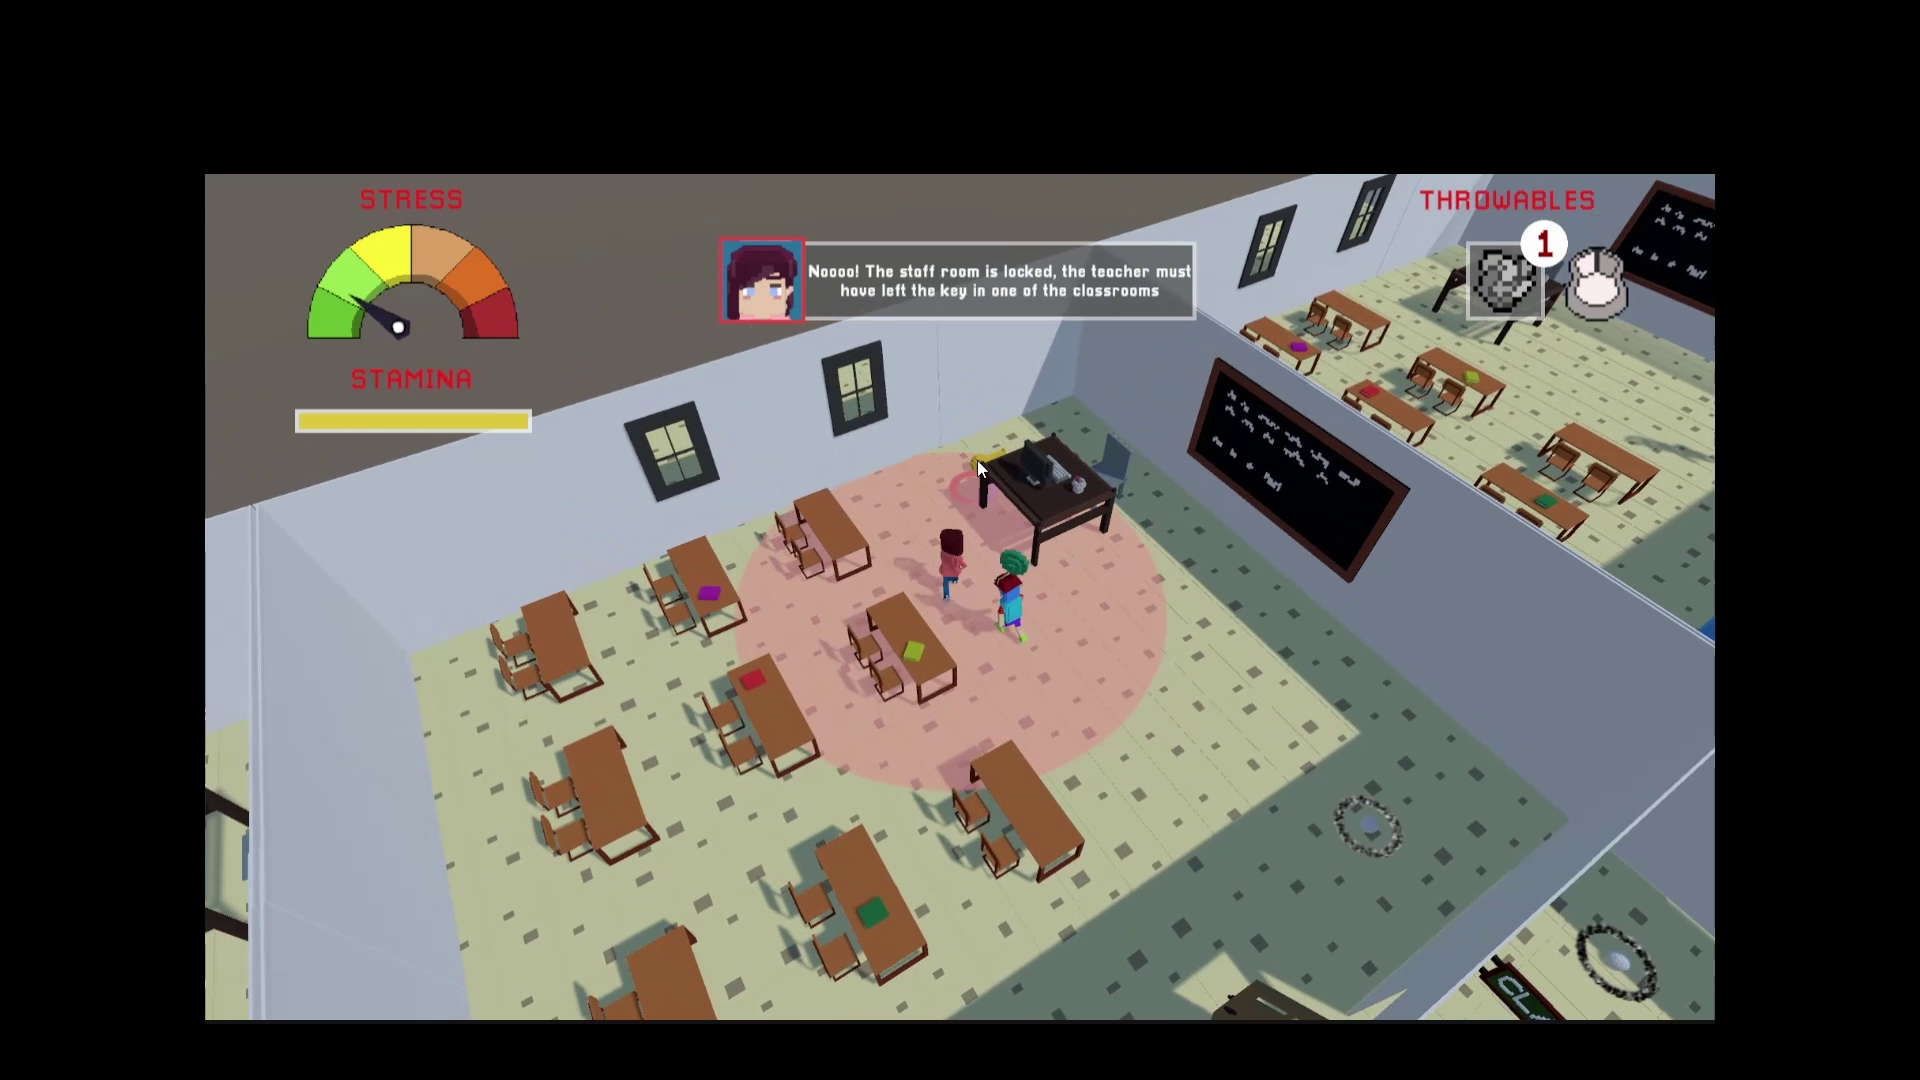 STRESS
THROWABLES
1
Noooo! The staff room is locked, the teacher must
have left the key in one of the classrooms
STAMINA